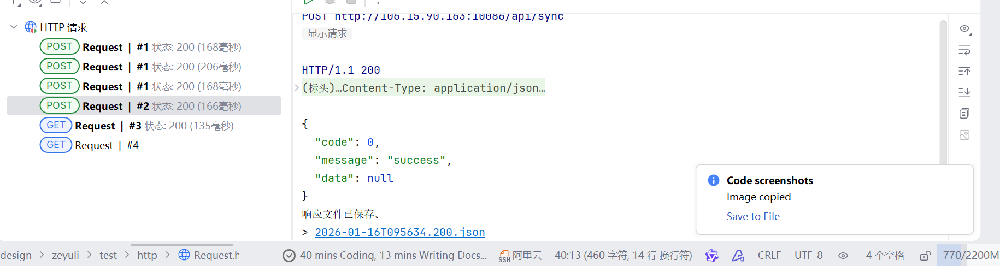 HTTP 请求
POST Request | #1 状态: 200 (168毫秒)
POST Request | #1 状态: 200 (206毫秒)
POST Request | #1 状态: 200 (168毫秒)
POST Request | #2 状态: 200 (166毫秒)
GET Request | #3 状态: 200 (135毫秒)
GET Request | #4
POST http://106.15.90.163:10086/api/sync
显示请求
HTTP/1.1 200
(标头)…Content-Type: application/json…
{
"code": 0,
"message": "success",
"data": null
}
响应文件已保存。
> 2026-01-16T095634.200.json
Code screenshots
Image copied
Save to File
design > zeyuli > test > http > Request.h
40 mins Coding, 13 mins Writing Docs... SSH 阿里云 40:13 (460 字符, 14 行 换行符) CRLF UTF-8 4 个空格 770/2200M